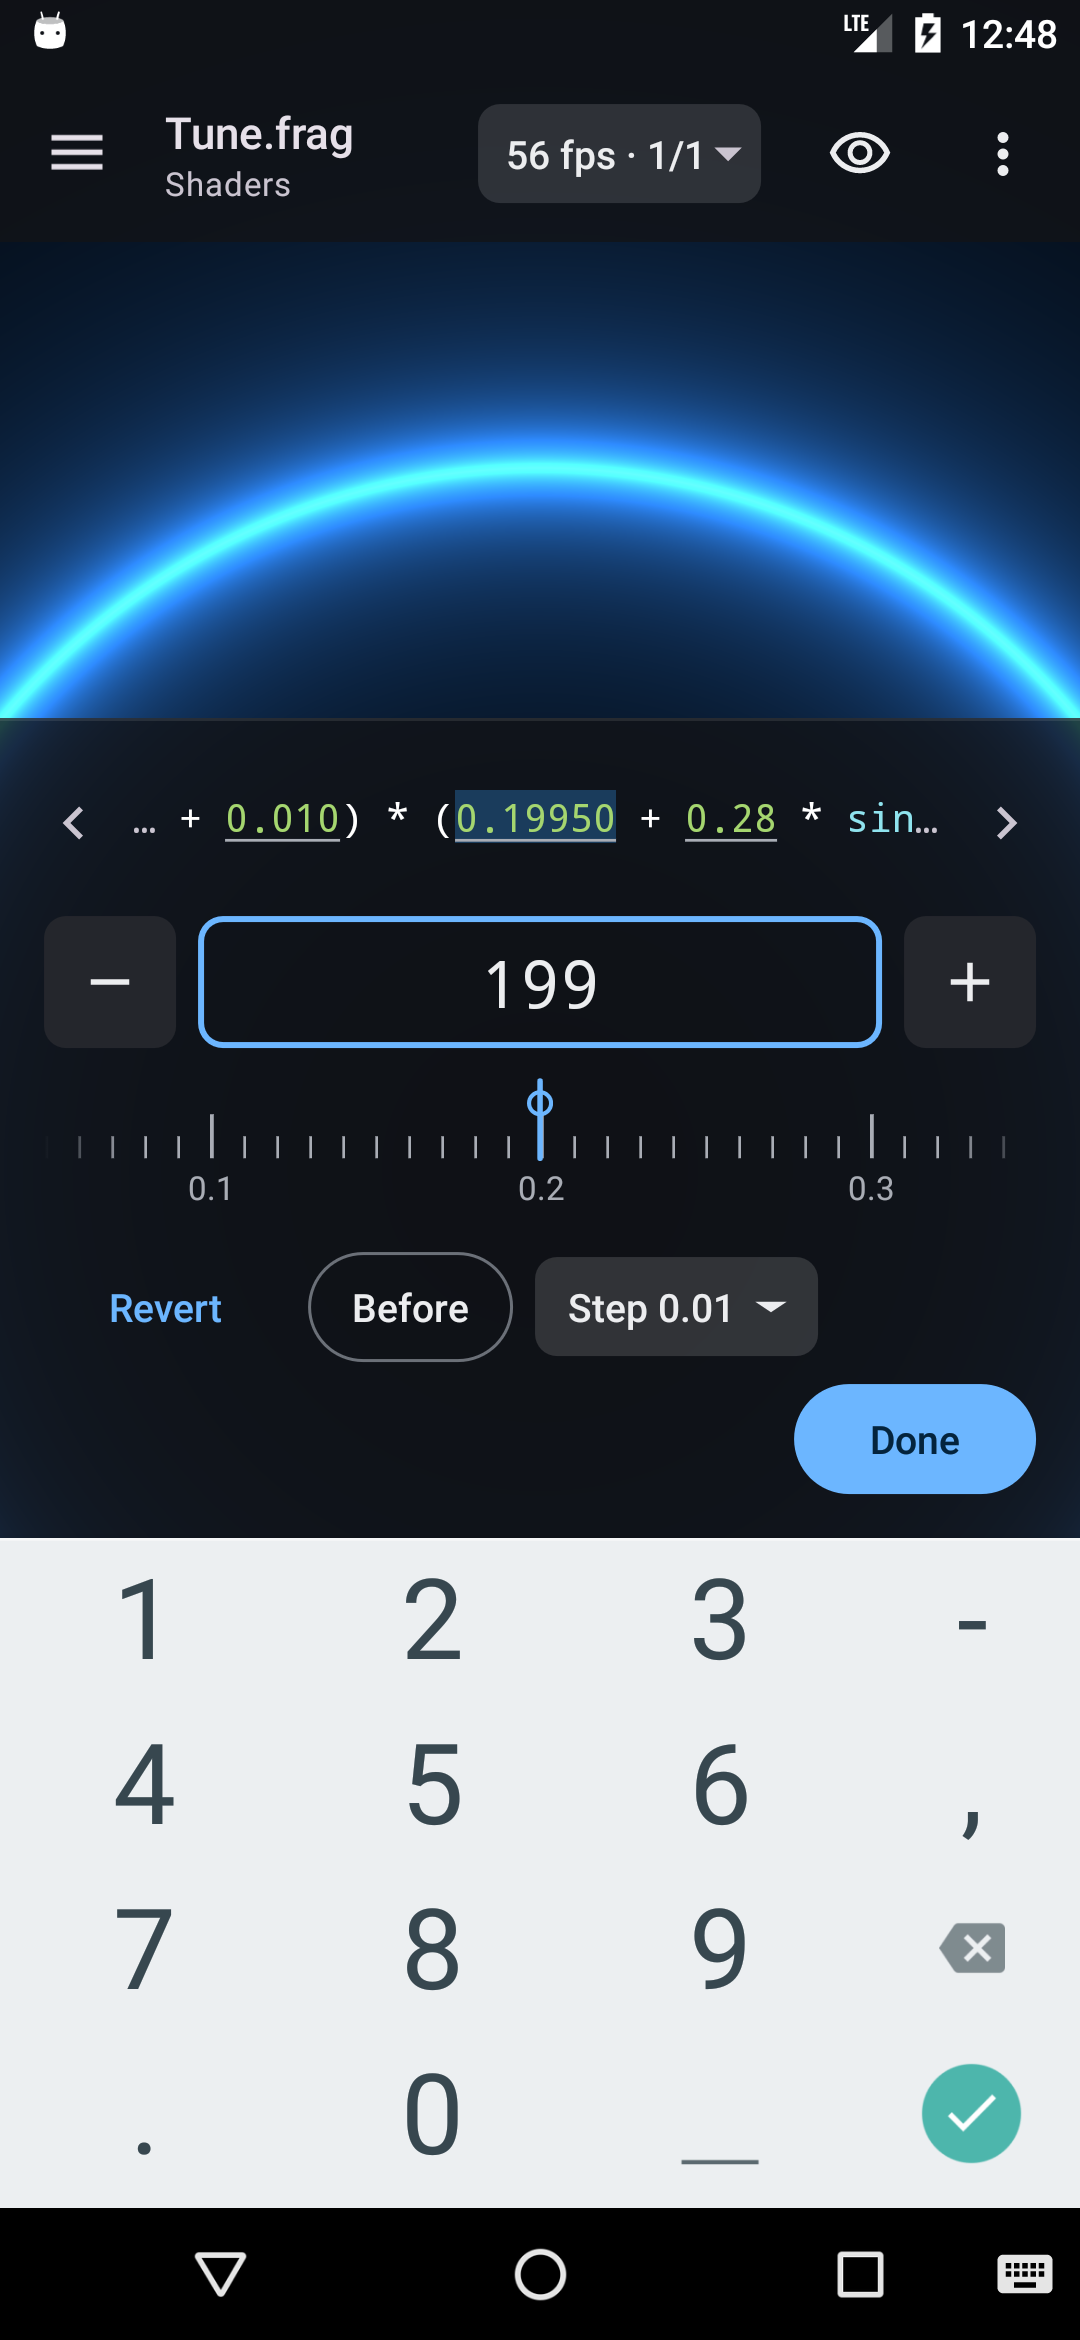 LTE 12:48
Tune.frag
Shaders
56 fps · 1/1
… + 0.010) * (0.19950 + 0.28 * sin…
− 199 +
0.1 0.2 0.3
Revert Before Step 0.01
Done
1 2 3 -
4 5 6 ,
7 8 9
. 0